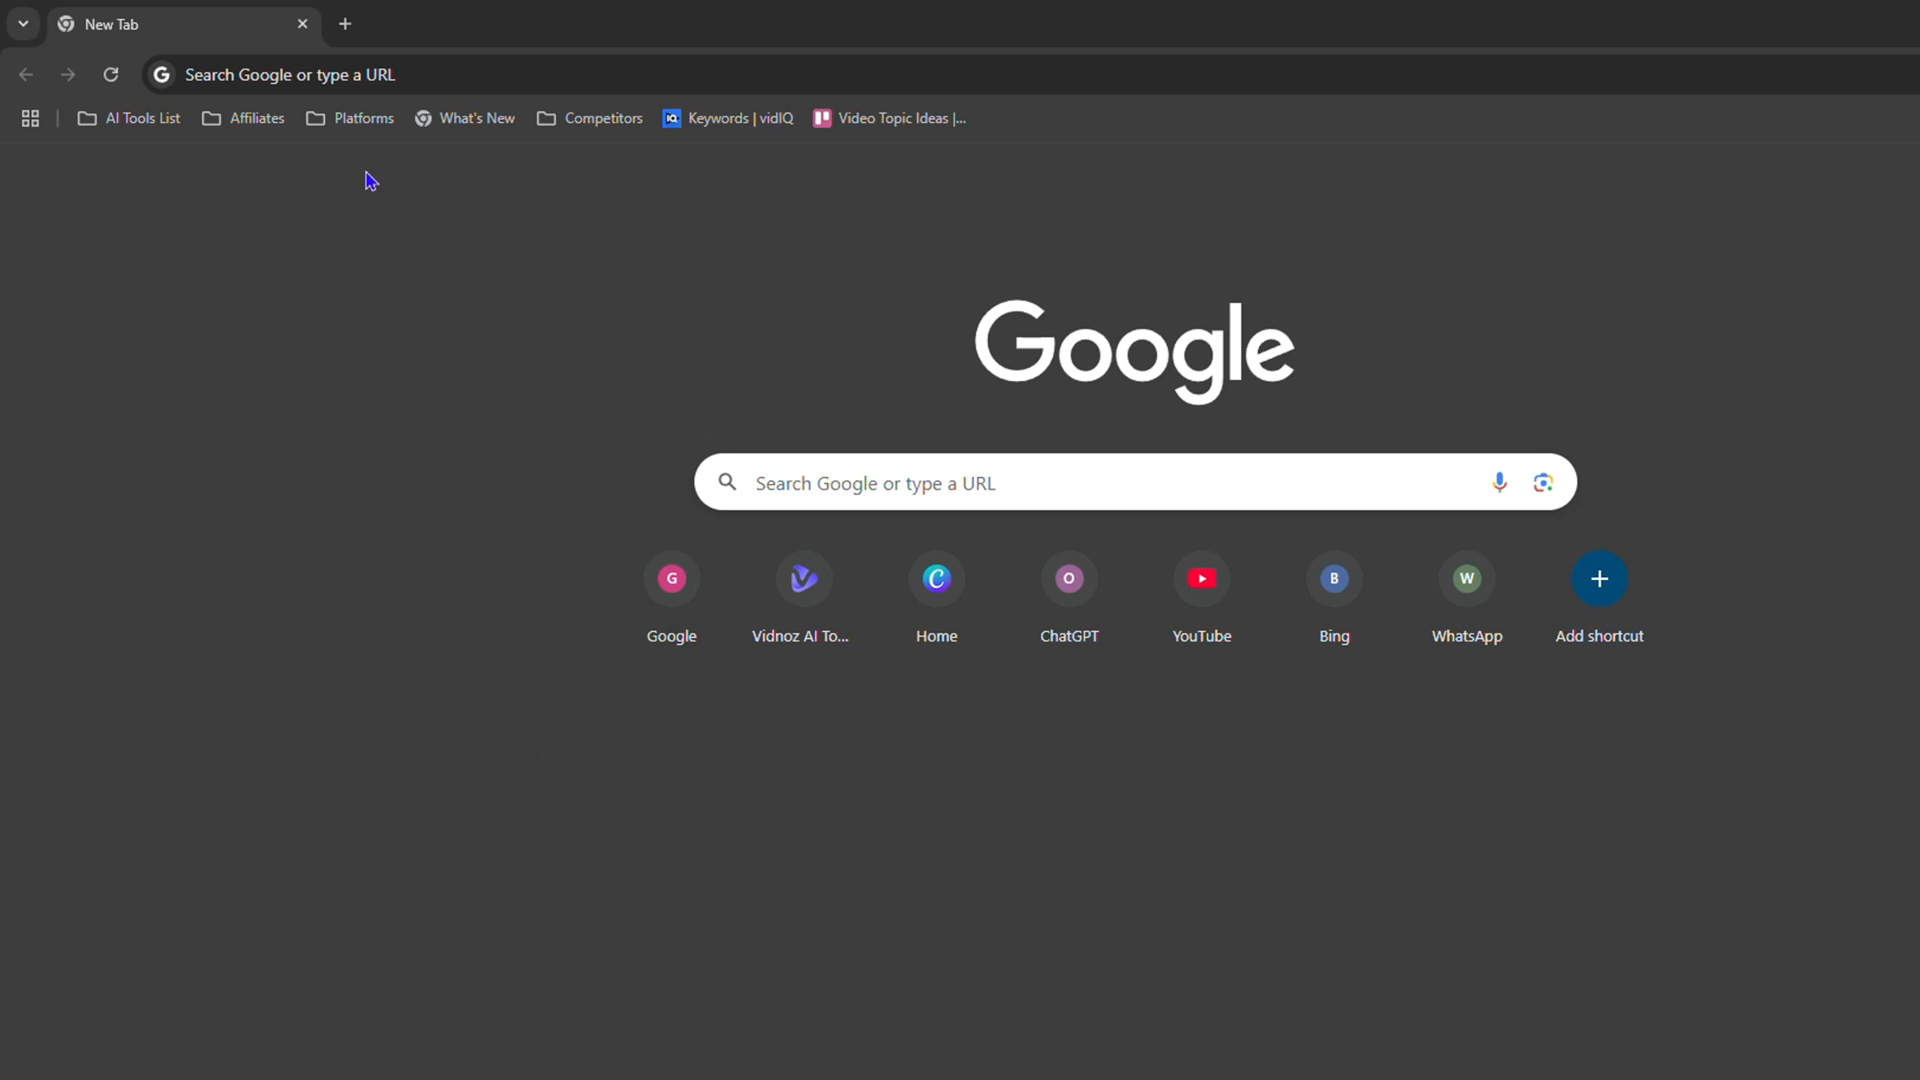 New Tab
Search Google or type a URL
AI Tools List Affiliates Platforms What's New Competitors Keywords | vidIQ Video Topic Ideas |...
Google
Search Google or type a URL
G C O B W
Google Vidnoz AI To... Home ChatGPT YouTube Bing WhatsApp Add shortcut